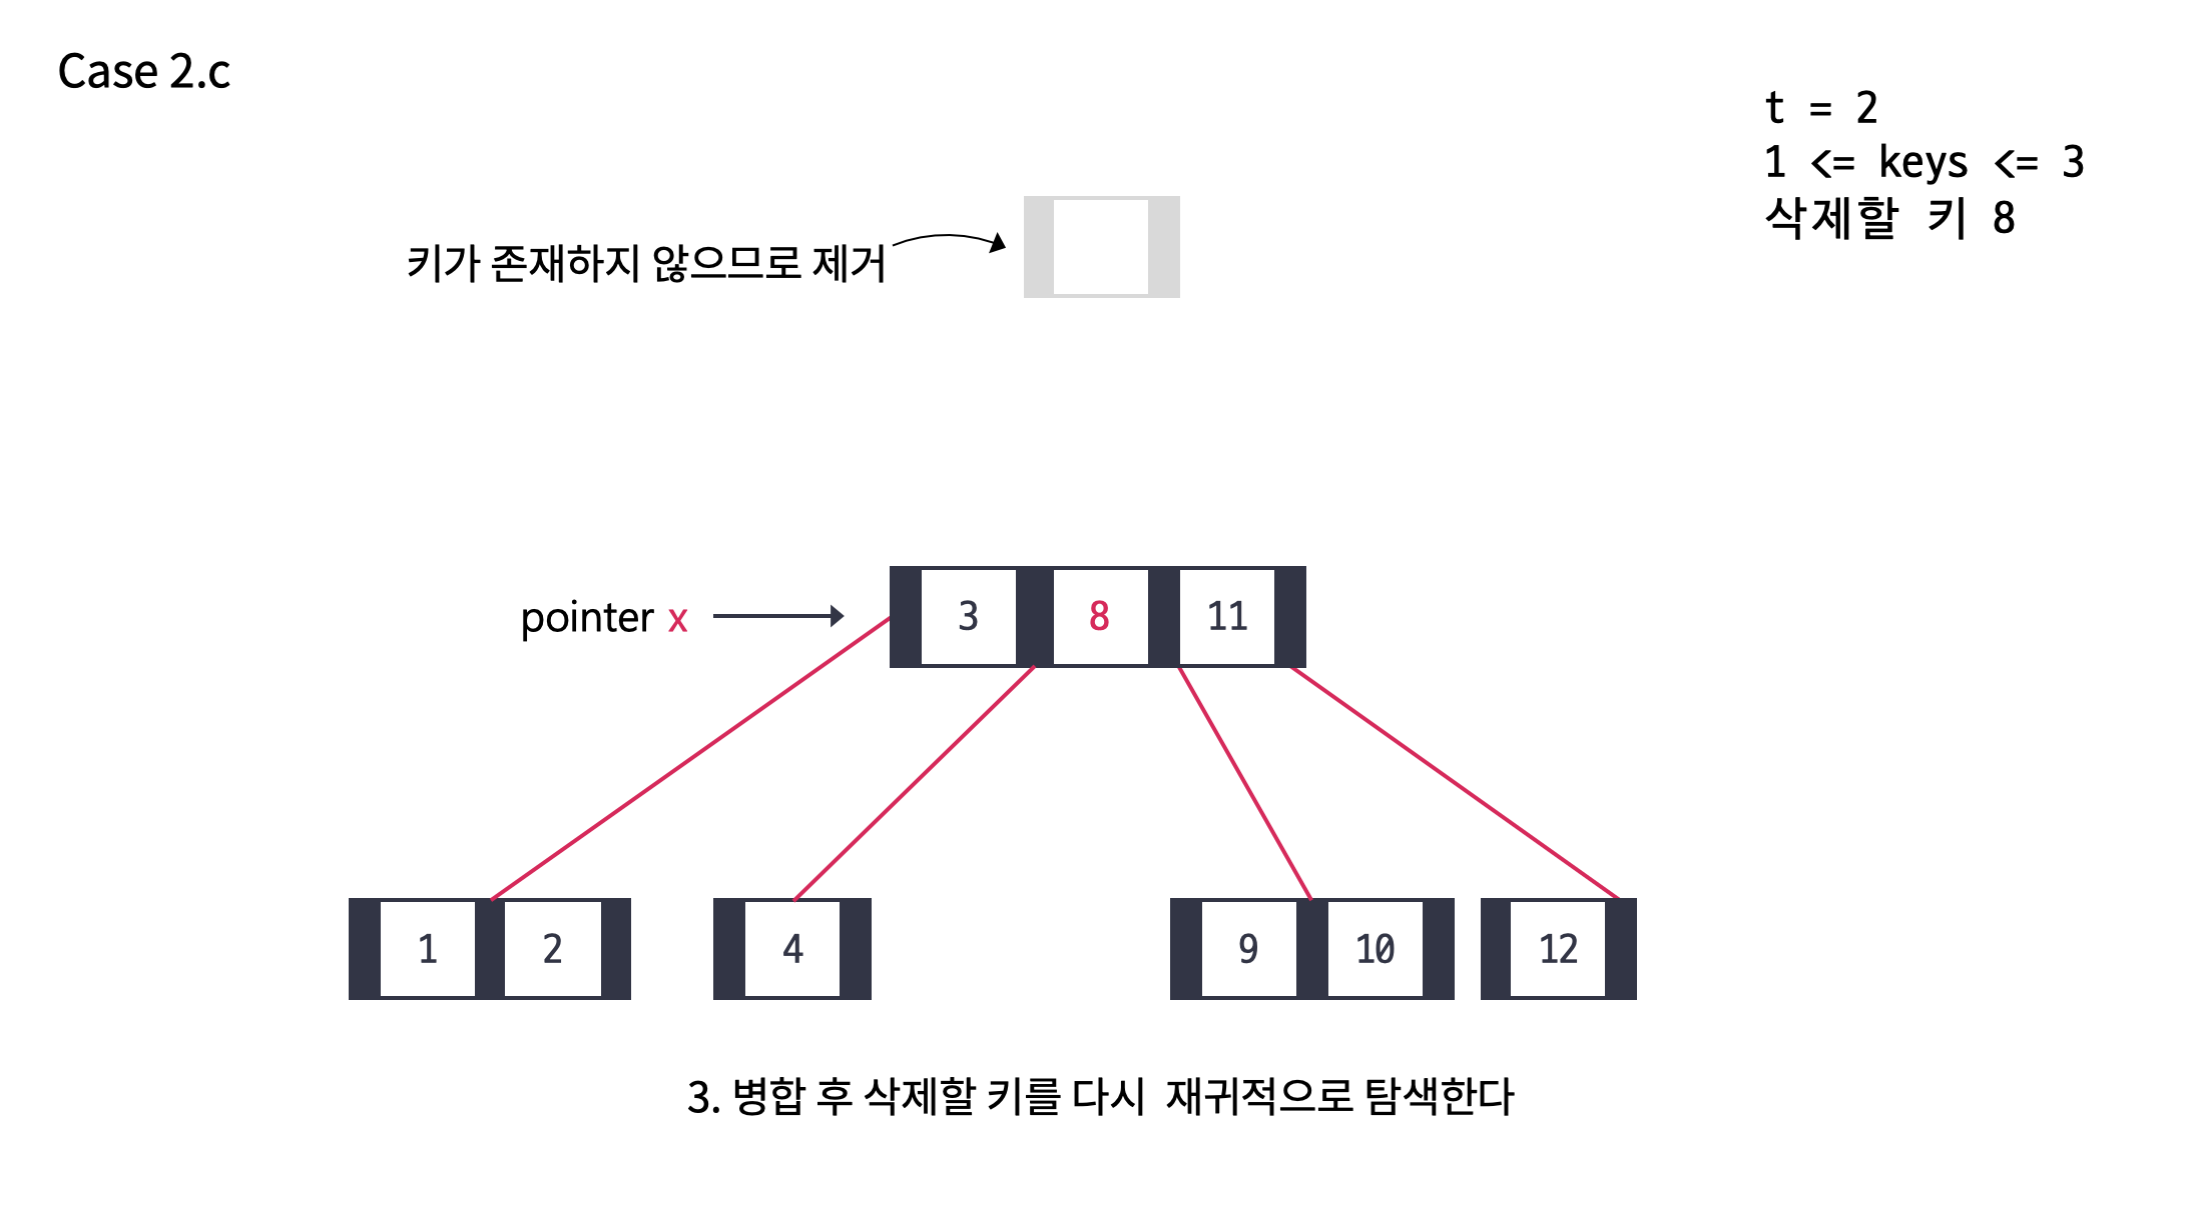 Case 2.c
t = 2
1 <= keys <= 3
삭제할 키 8
키가 존재하지 않으므로 제거
pointer x
3 8 11
1 2 4 9 10 12
3. 병합 후 삭제할 키를 다시 재귀적으로 탐색한다